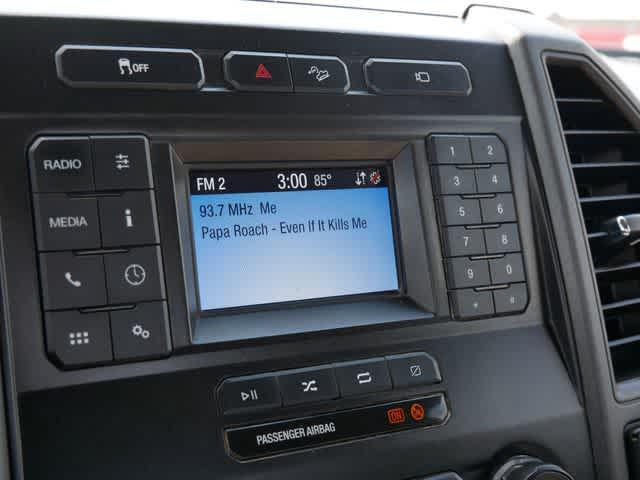 OFF
RADIO
MEDIA
i
FM 2 3:00 85°
93.7 MHz Me
Papa Roach - Even If It Kills Me
1 2
3 4
5 6
7 8
9 0
* #
PASSENGER AIRBAG ON